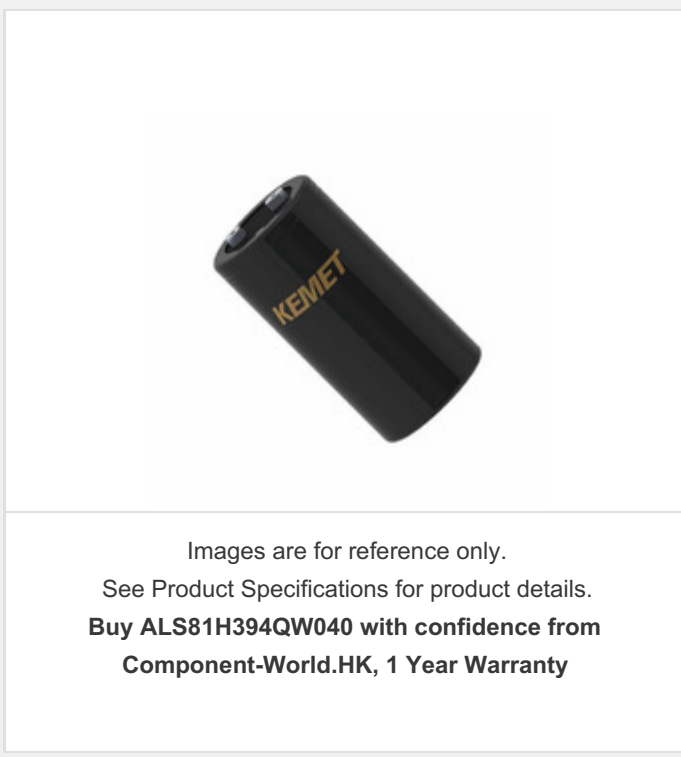 KEMET
Images are for reference only.
See Product Specifications for product details.
Buy ALS81H394QW040 with confidence from
Component-World.HK, 1 Year Warranty